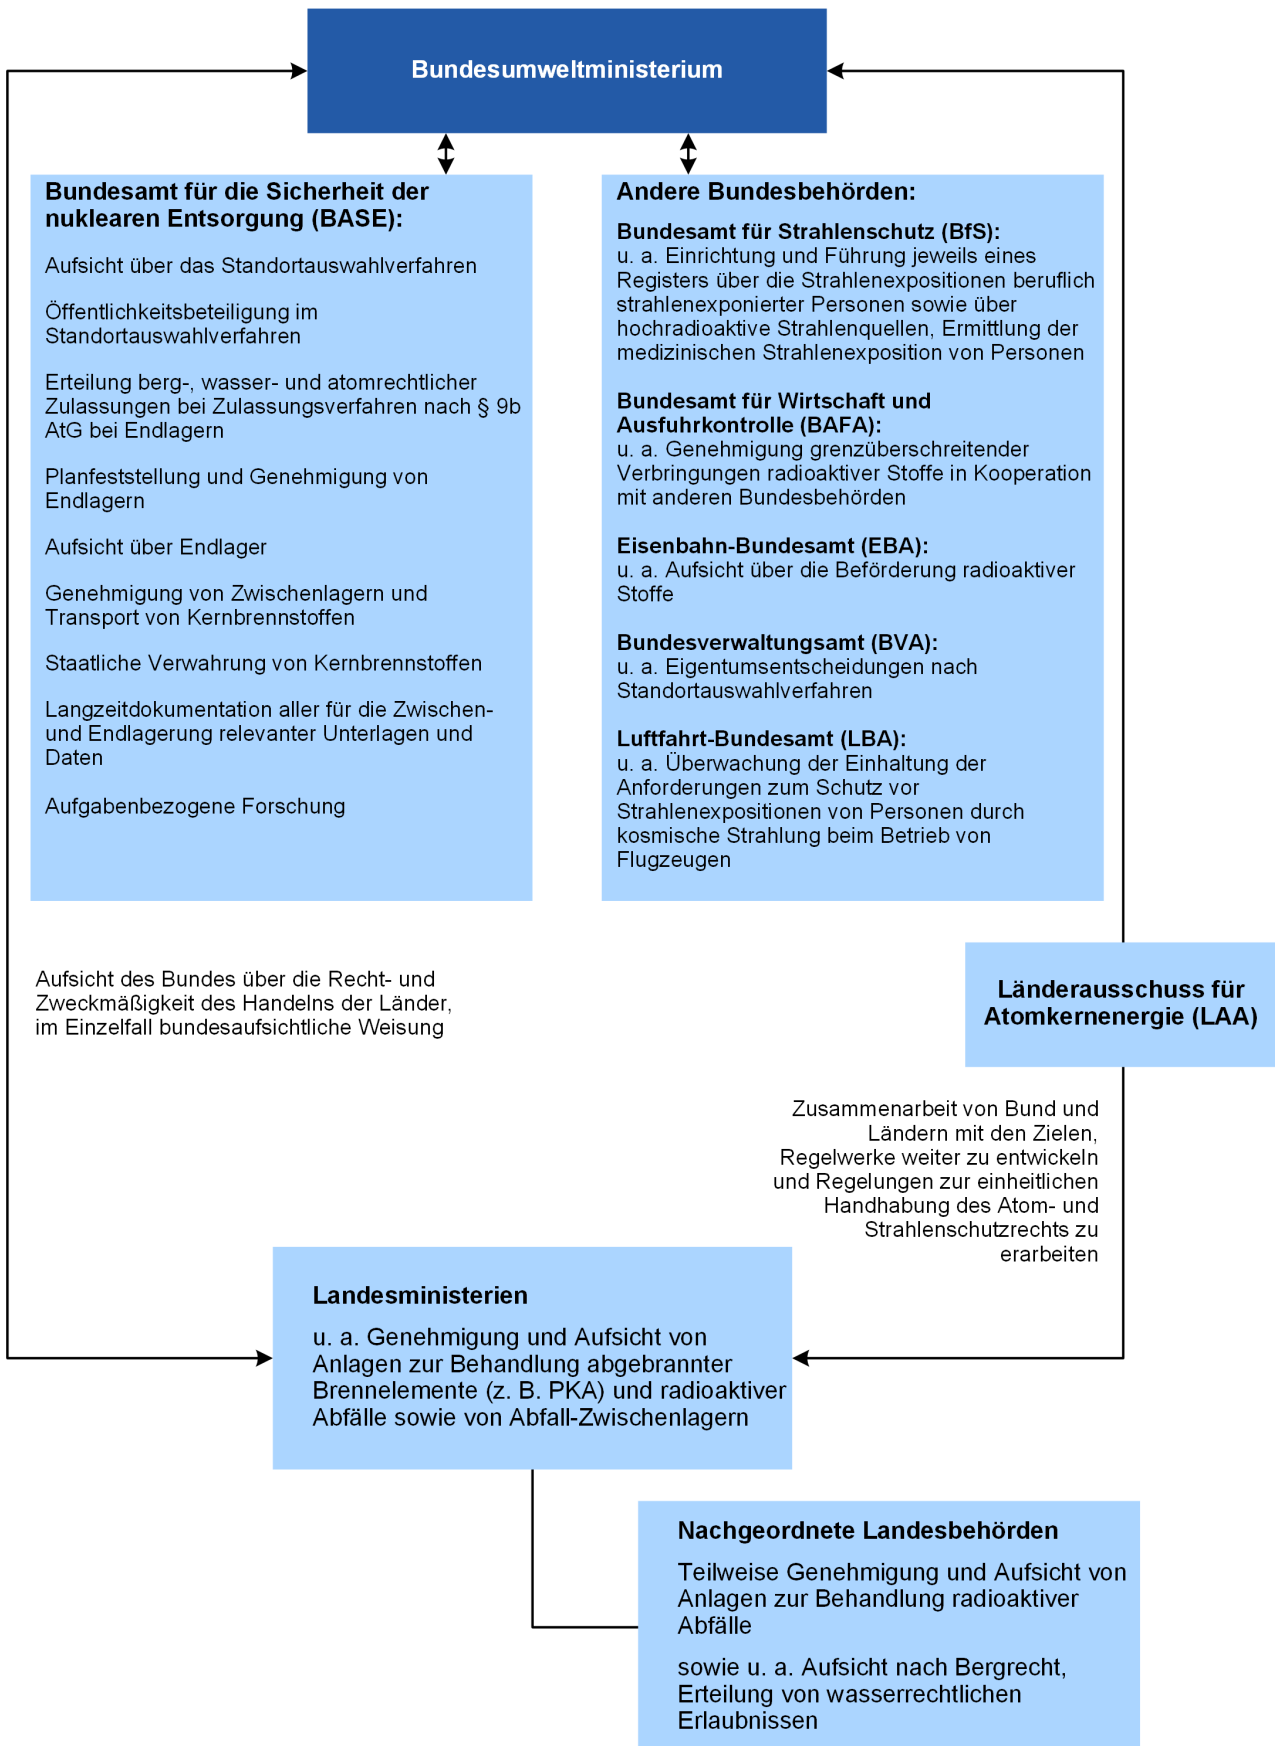 Bundesumweltministerium
Bundesamt für die Sicherheit der
nuklearen Entsorgung (BASE):
Aufsicht über das Standortauswahlverfahren
Öffentlichkeitsbeteiligung im
Standortauswahlverfahren
Erteilung berg-, wasser- und atomrechtlicher
Zulassungen bei Zulassungsverfahren nach § 9b
AtG bei Endlagern
Planfeststellung und Genehmigung von
Endlagern
Aufsicht über Endlager
Genehmigung von Zwischenlagern und
Transport von Kernbrennstoffen
Staatliche Verwahrung von Kernbrennstoffen
Langzeitdokumentation aller für die Zwischen-
und Endlagerung relevanter Unterlagen und
Daten
Aufgabenbezogene Forschung
Andere Bundesbehörden:
Bundesamt für Strahlenschutz (BfS):
u. a. Einrichtung und Führung jeweils eines
Registers über die Strahlenexpositionen beruflich
strahlenexponierter Personen sowie über
hochradioaktive Strahlenquellen, Ermittlung der
medizinischen Strahlenexposition von Personen
Bundesamt für Wirtschaft und
Ausfuhrkontrolle (BAFA):
u. a. Genehmigung grenzüberschreitender
Verbringungen radioaktiver Stoffe in Kooperation
mit anderen Bundesbehörden
Eisenbahn-Bundesamt (EBA):
u. a. Aufsicht über die Beförderung radioaktiver
Stoffe
Bundesverwaltungsamt (BVA):
u. a. Eigentumsentscheidungen nach
Standortauswahlverfahren
Luftfahrt-Bundesamt (LBA):
u. a. Überwachung der Einhaltung der
Anforderungen zum Schutz vor
Strahlenexpositionen von Personen durch
kosmische Strahlung beim Betrieb von
Flugzeugen
Aufsicht des Bundes über die Recht- und
Zweckmäßigkeit des Handelns der Länder,
im Einzelfall bundesaufsichtliche Weisung
Länderausschuss für
Atomkernenergie (LAA)
Zusammenarbeit von Bund und
Ländern mit den Zielen,
Regelwerke weiter zu entwickeln
und Regelungen zur einheitlichen
Handhabung des Atom- und
Strahlenschutzrechts zu
erarbeiten
Landesministerien
u. a. Genehmigung und Aufsicht von
Anlagen zur Behandlung abgebrannter
Brennelemente (z. B. PKA) und radioaktiver
Abfälle sowie von Abfall-Zwischenlagern
Nachgeordnete Landesbehörden
Teilweise Genehmigung und Aufsicht von
Anlagen zur Behandlung radioaktiver
Abfälle
sowie u. a. Aufsicht nach Bergrecht,
Erteilung von wasserrechtlichen
Erlaubnissen